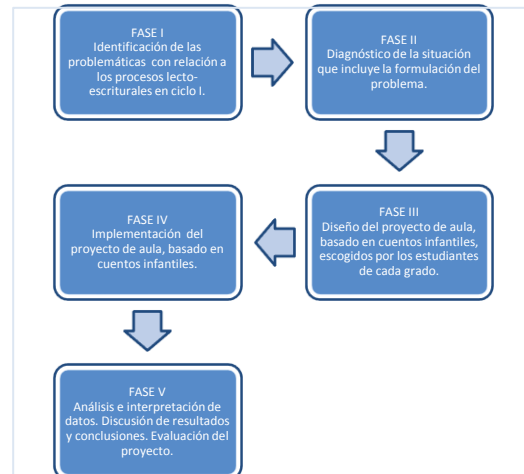 FASE I
Identificación de las
problemáticas con relación a
los procesos lecto-
escriturales en ciclo I.
FASE II
Diagnóstico de la situación
que incluye la formulación del
problema.
FASE III
Diseño del proyecto de aula,
basado en cuentos infantiles,
escogidos por los estudiantes
de cada grado.
FASE IV
Implementación del
proyecto de aula, basado en
cuentos infantiles.
FASE V
Análisis e interpretación de
datos. Discusión de resultados
y conclusiones. Evaluación del
proyecto.